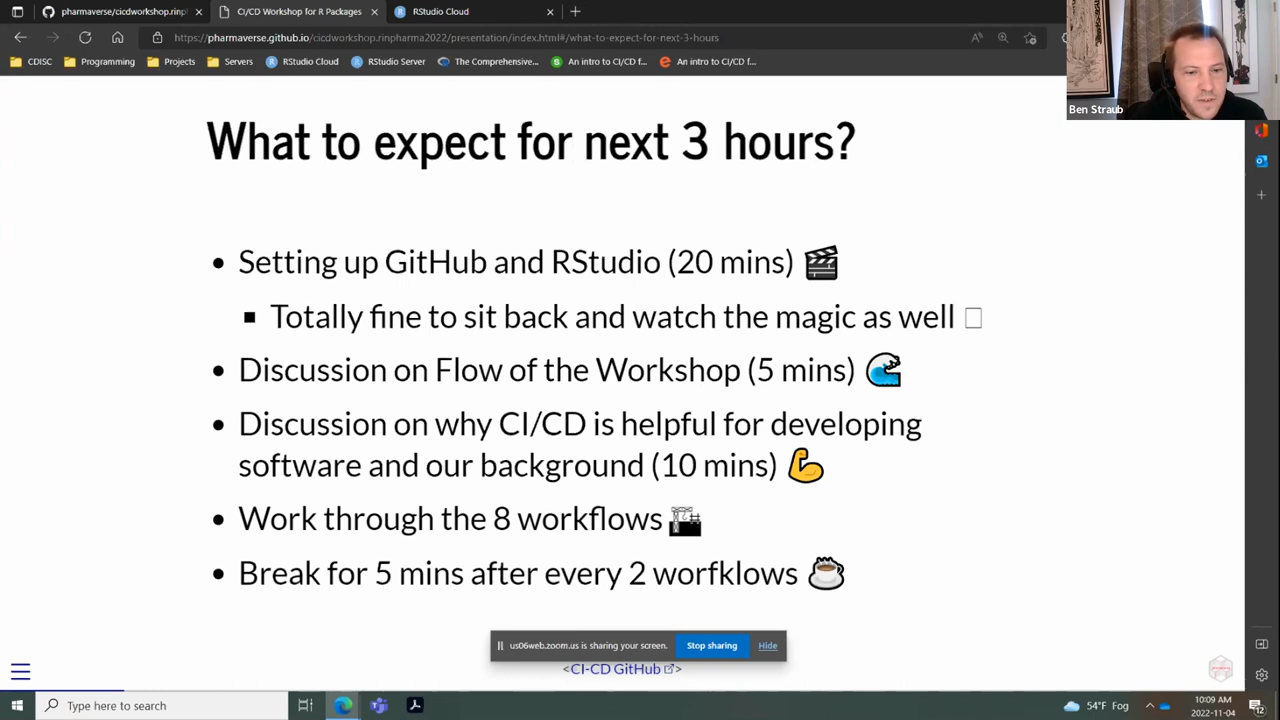 pharmaverse/cicdworkshop.rinp
CI/CD Workshop for R Packages
RStudio Cloud
https://pharmaverse.github.io/cicdworkshop.rinpharma2022/presentation/index.html#/what-to-expect-for-next-3-hours
CDISC
Programming
Projects
Servers
RStudio Cloud
RStudio Server
The Comprehensive...
An intro to CI/CD f...
An intro to CI/CD f...
Ben Straub
What to expect for next 3 hours?
Setting up GitHub and RStudio (20 mins)
Totally fine to sit back and watch the magic as well
Discussion on Flow of the Workshop (5 mins)
Discussion on why CI/CD is helpful for developing
software and our background (10 mins)
Work through the 8 workflows
Break for 5 mins after every 2 worfklows
us06web.zoom.us is sharing your screen.
Stop sharing
Hide
<CI-CD GitHub>
Type here to search
54°F Fog
10:09 AM
2022-11-04
12